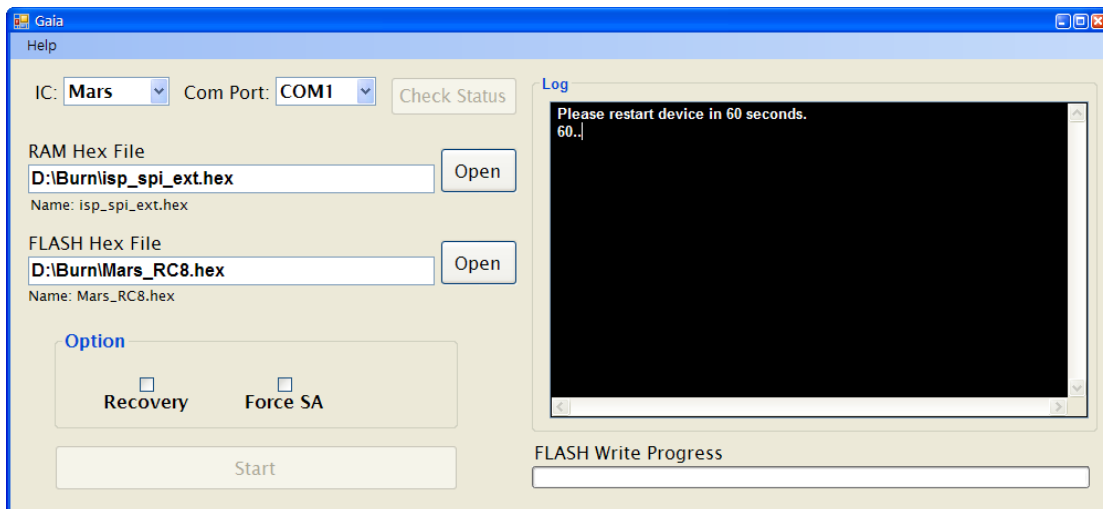 Gaia
Help
IC: Mars Com Port: COM1 Check Status
RAM Hex File
D:\Burn\isp_spi_ext.hex Open
Name: isp_spi_ext.hex
FLASH Hex File
D:\Burn\Mars_RC8.hex Open
Name: Mars_RC8.hex
Option
Recovery Force SA
Start
Log
Please restart device in 60 seconds.
60..
FLASH Write Progress